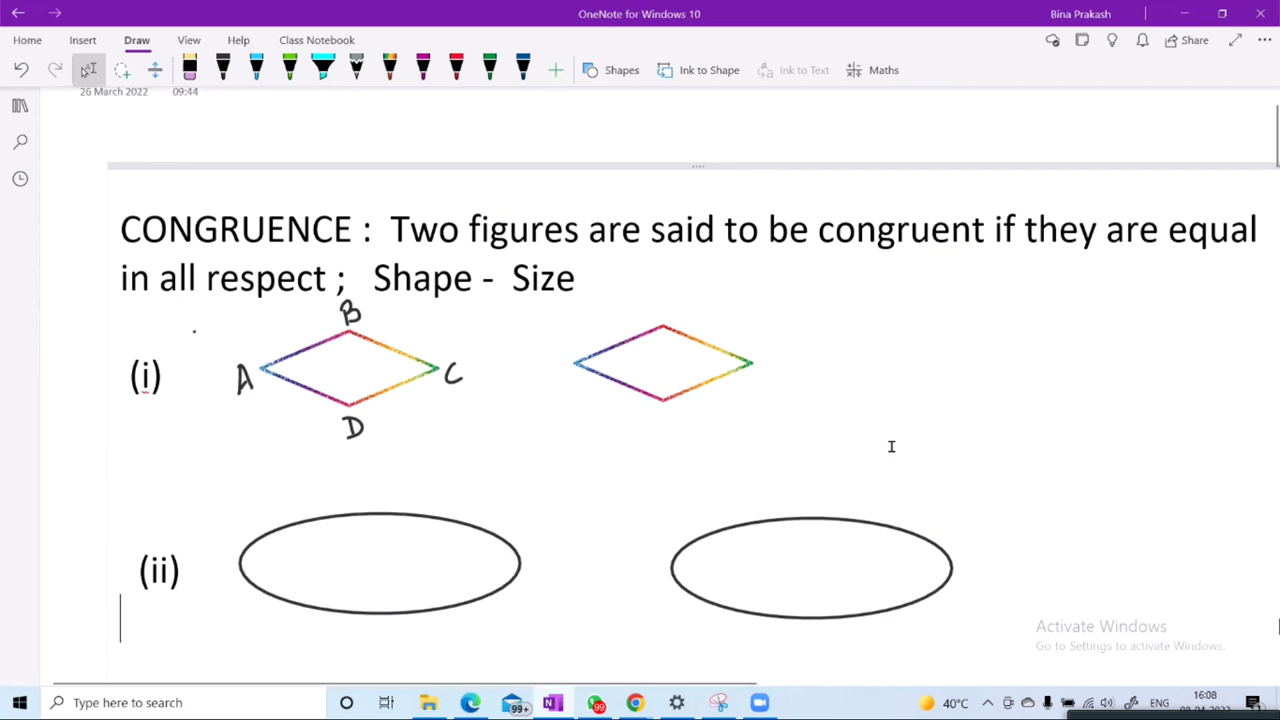 OneNote for Windows 10
Bina Prakash
Home Insert Draw View Help Class Notebook
Share
Shapes Ink to Shape Ink to Text Maths
26 March 2022 09:44
CONGRUENCE : Two figures are said to be congruent if they are equal
in all respect ; Shape - Size
B
(i) A C
D
(ii)
Activate Windows
Go to Settings to activate Windows.
Type here to search
99+
99
40°C
ENG
16:08